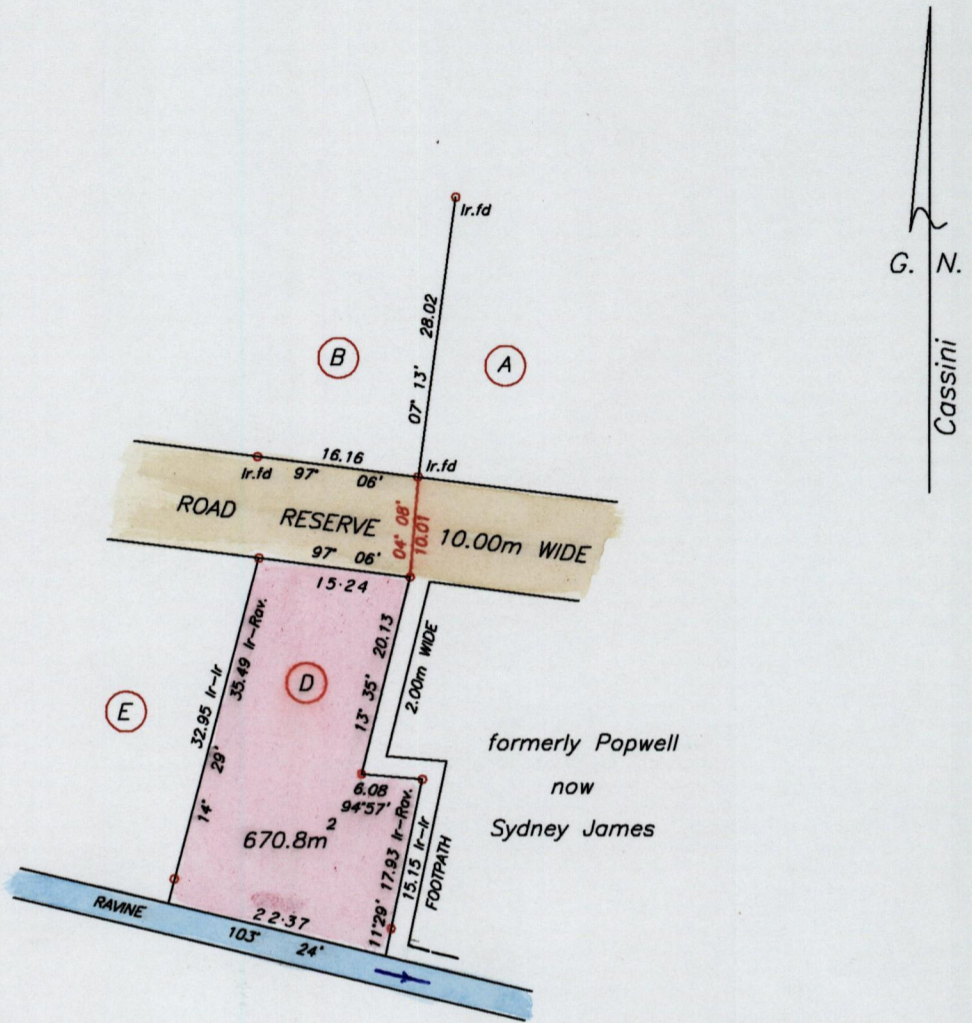 Ir.fd
G. N.
Cassini
28.02
07° 13'
B
A
16.16
Ir.fd
97° 06'
Ir.fd
ROAD RESERVE 10.00m WIDE
04° 08'
10.01
97° 06'
15·24
35.49 Ir-Rav.
32.95 Ir-Ir
14° 29'
20.13
13° 35'
2.00m WIDE
D
E
formerly Popwell
now
Sydney James
6.08
94°57'
670.8m²
17.93 Ir-Rav.
11°29'
15.15 Ir-Ir
FOOTPATH
RAVINE
22·37
103° 24'